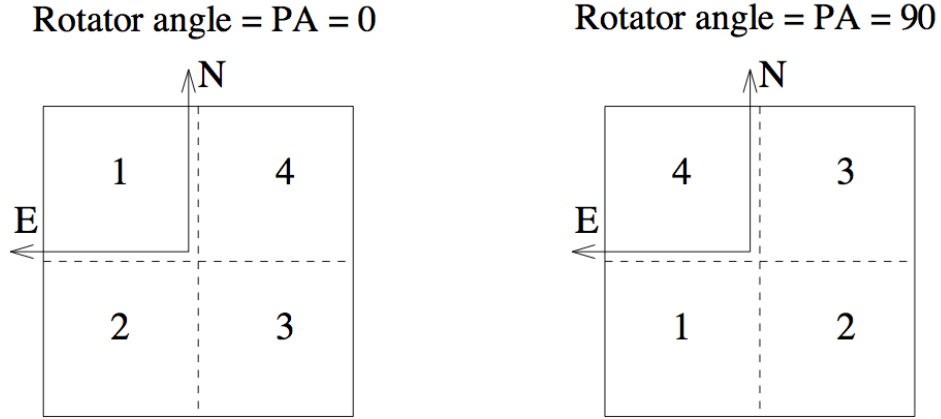 Rotator angle = PA = 0
Rotator angle = PA = 90
N
N
1 4
4 3
E
E
2 3
1 2